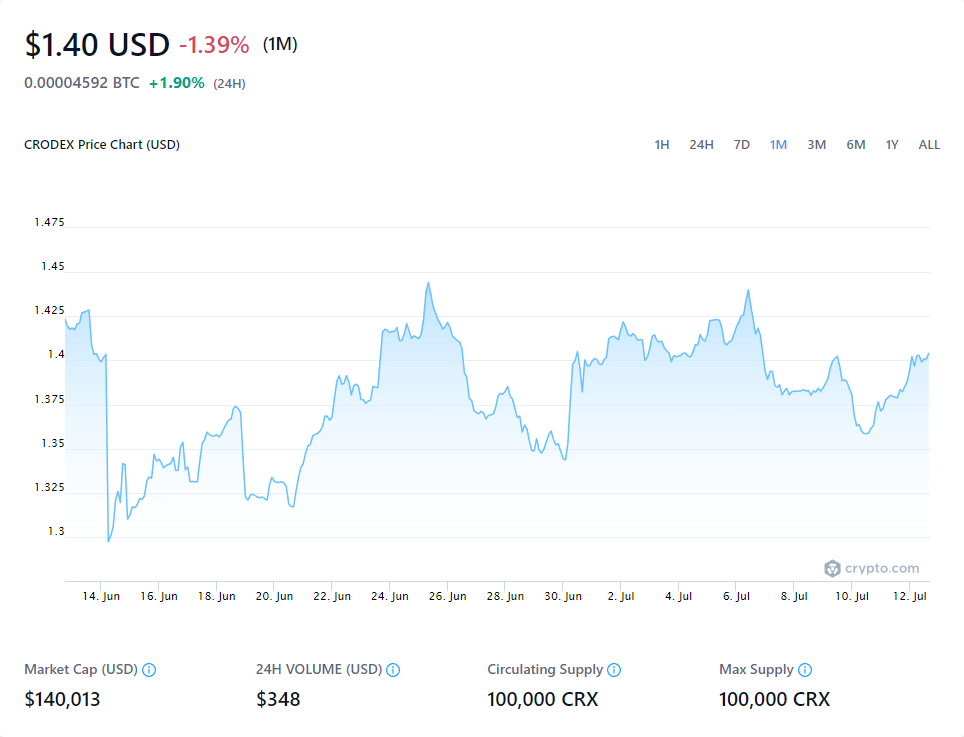 $1.40 USD -1.39% (1M)
0.00004592 BTC +1.90% (24H)
CRODEX Price Chart (USD) 1H 24H 7D 1M 3M 6M 1Y ALL
1.475
1.45
1.425
1.4
1.375
1.35
1.325
1.3
crypto.com
14. Jun 16. Jun 18. Jun 20. Jun 22. Jun 24. Jun 26. Jun 28. Jun 30. Jun 2. Jul 4. Jul 6. Jul 8. Jul 10. Jul 12. Jul
Market Cap (USD) 24H VOLUME (USD) Circulating Supply Max Supply
$140,013 $348 100,000 CRX 100,000 CRX